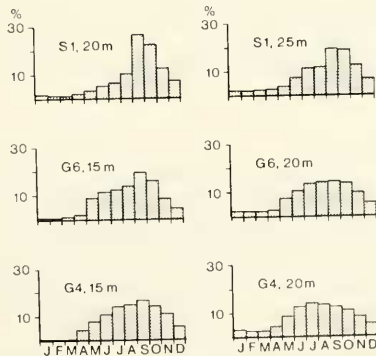 % %
30 30
S1, 20m S1, 25m
10 10
30 30
G6, 15m G6, 20m
10 10
30 30
G4, 15m G4, 20m
10 10
J F M A M J J A S O N D J F M A M J J A S O N D